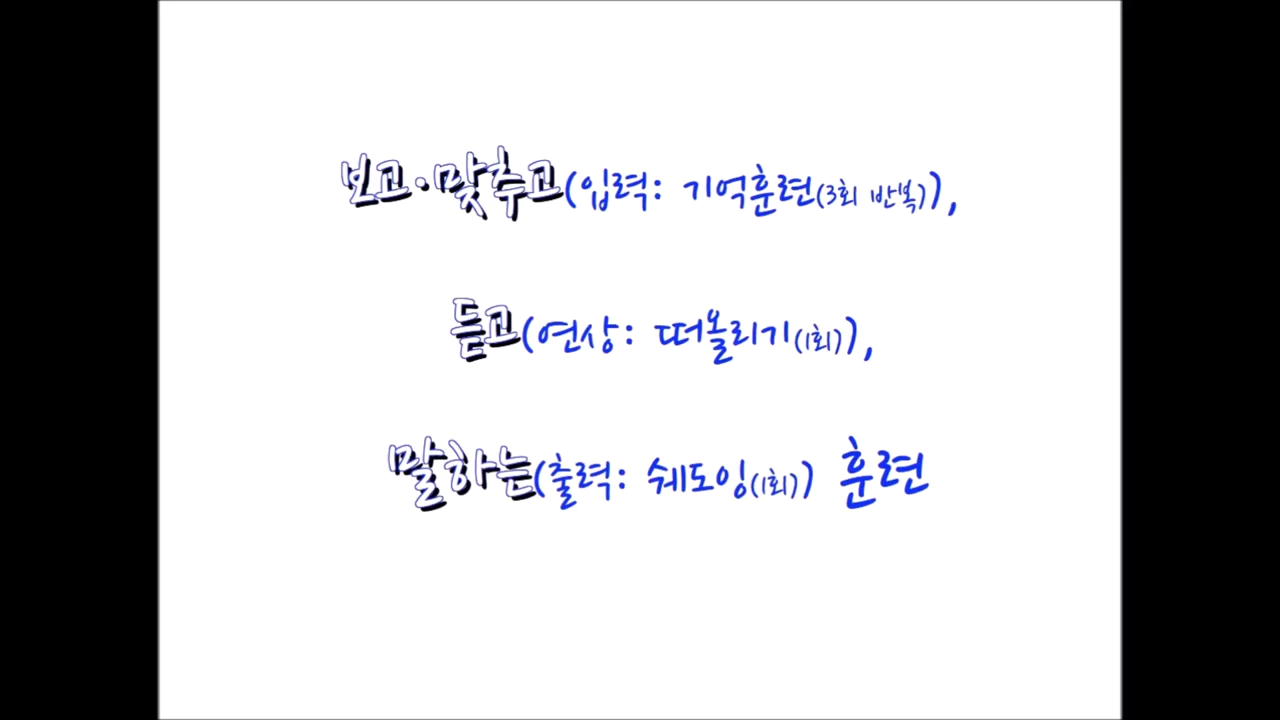 보고·맞추고(입력: 기억훈련(3회 반복)),
듣고(연상: 떠올리기(1회)),
말하는(출력: 쉐도잉(1회)) 훈련